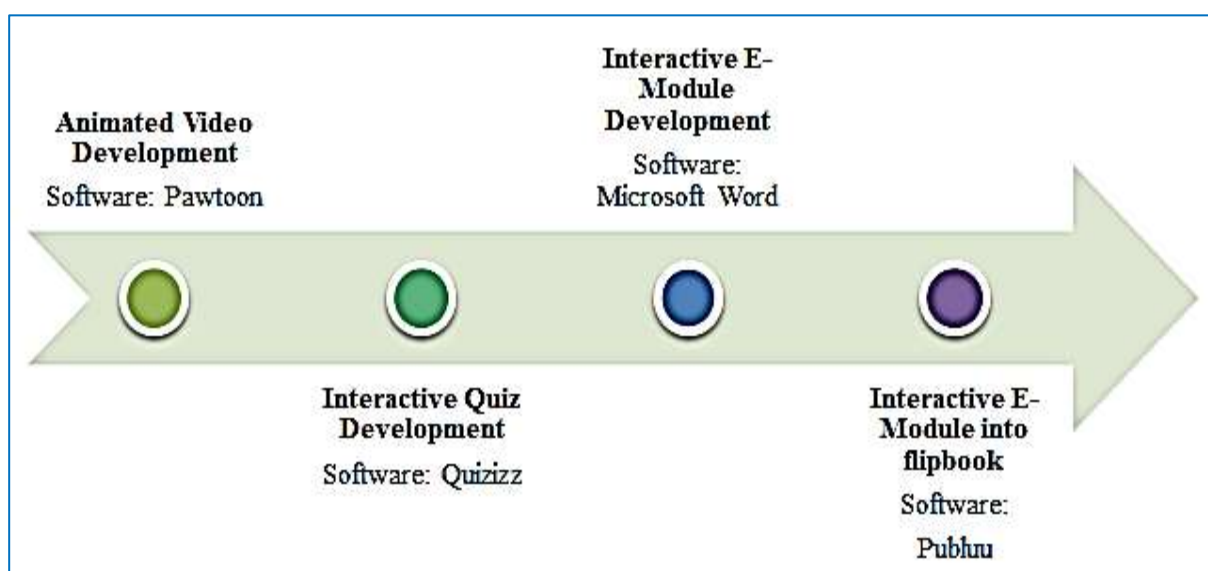 Animated Video
Development
Software: Pawtoon
Interactive Quiz
Development
Software: Quizizz
Interactive E-
Module
Development
Software:
Microsoft Word
Interactive E-
Module into
flipbook
Software: